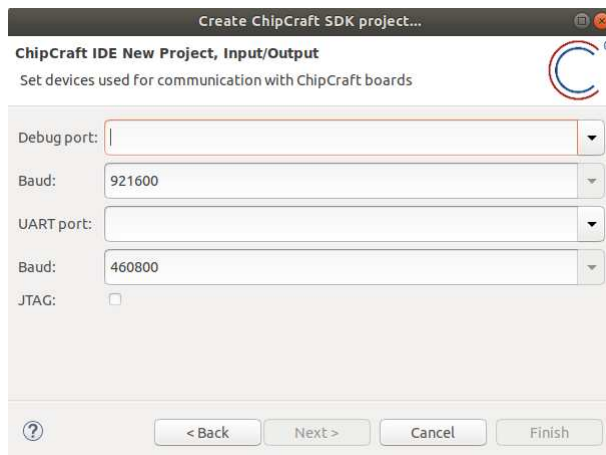 Create ChipCraft SDK project...
ChipCraft IDE New Project, Input/Output
Set devices used for communication with ChipCraft boards
Debug port:
Baud: 921600
UART port:
Baud: 460800
JTAG:
? < Back Next > Cancel Finish